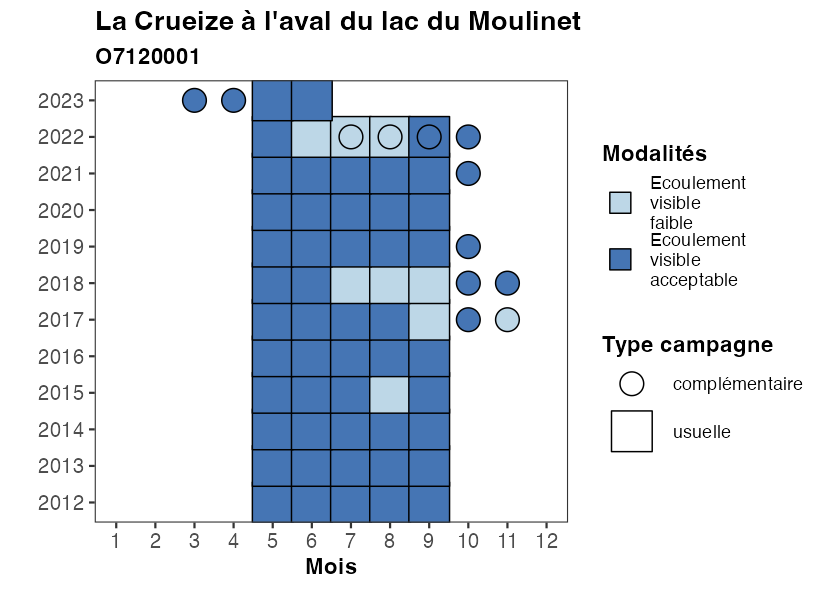 La Crueize à l'aval du lac du Moulinet
O7120001
2023
2022
2021
2020
2019
2018
2017
2016
2015
2014
2013
2012
1 2 3 4 5 6 7 8 9 10 11 12
Mois
Modalités
Ecoulement
visible
faible
Ecoulement
visible
acceptable
Type campagne
complémentaire
usuelle